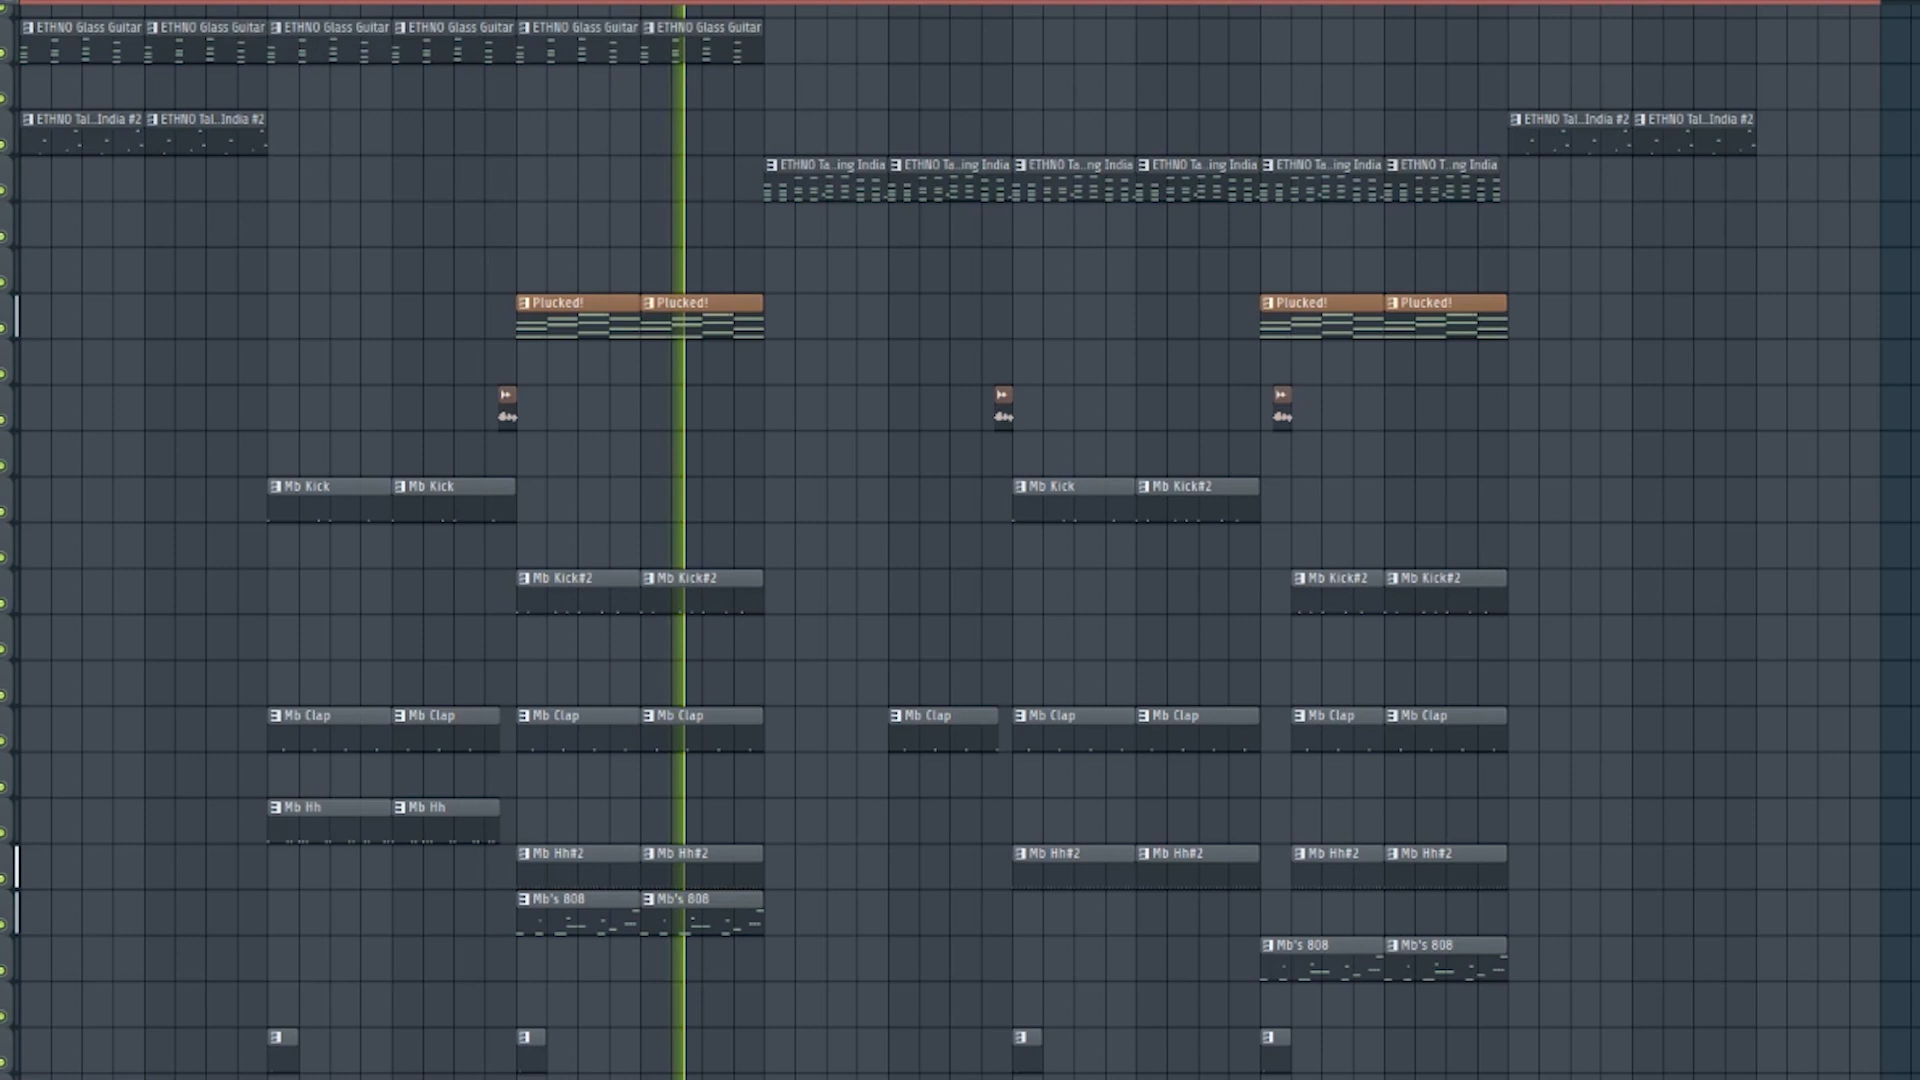 ETHNO Glass Guitar ETHNO Glass Guitar ETHNO Glass Guitar ETHNO Glass Guitar ETHNO Glass Guitar ETHNO Glass Guitar
ETHNO Tal..India #2 ETHNO Tal..India #2 ETHNO Tal..India #2 ETHNO Tal..India #2
ETHNO Ta..ing India ETHNO Ta..ing India ETHNO Ta..ng India ETHNO Ta..ing India ETHNO Ta..ing India ETHNO T..ng India
Plucked! Plucked! Plucked! Plucked!
Mb Kick Mb Kick Mb Kick Mb Kick#2
Mb Kick#2 Mb Kick#2 Mb Kick#2 Mb Kick#2
Mb Clap Mb Clap Mb Clap Mb Clap Mb Clap Mb Clap Mb Clap Mb Clap Mb Clap
Mb Hh Mb Hh
Mb Hh#2 Mb Hh#2 Mb Hh#2 Mb Hh#2 Mb Hh#2 Mb Hh#2
Mb's 808 Mb's 808
Mb's 808 Mb's 808